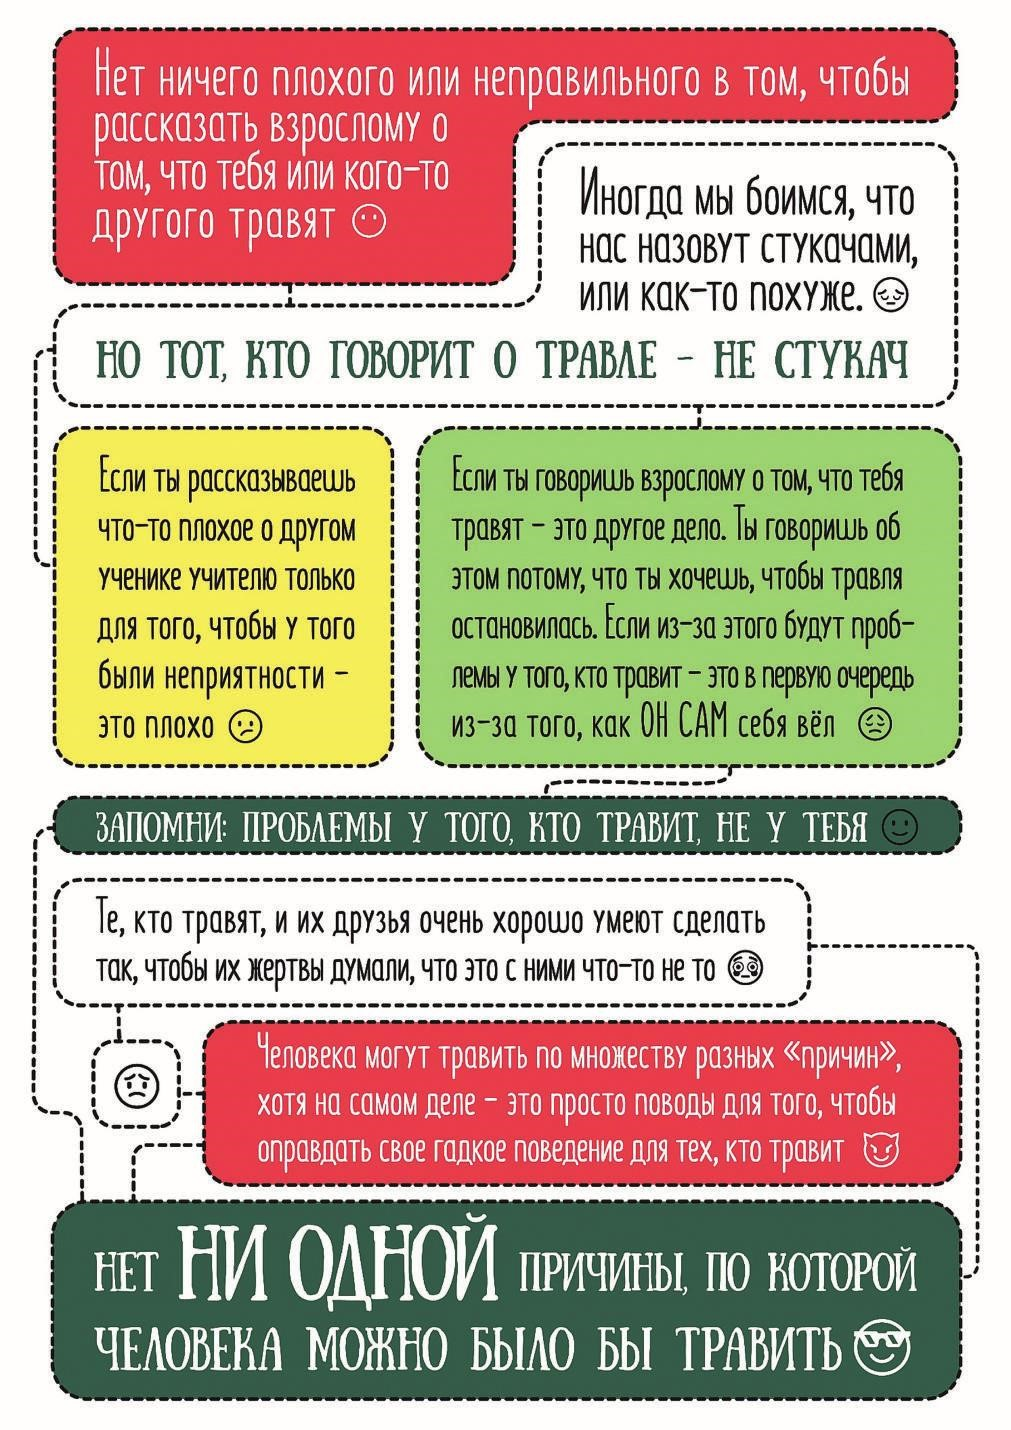 Нет ничего плохого или неправильного в том, чтобы
рассказать взрослому о
том, что тебя или кого-то
другого травят
Иногда мы боимся, что
нас назовут стукачами,
или как-то похуже.
НО ТОТ, КТО ГОВОРИТ О ТРАВЛЕ - НЕ СТУКАЧ
Если ты рассказываешь
что-то плохое о другом
ученике учителю только
для того, чтобы у того
были неприятности -
это плохо
Если ты говоришь взрослому о том, что тебя
травят - это другое дело. Ты говоришь об
этом потому, что ты хочешь, чтобы травля
остановилась. Если из-за этого будут проб-
лемы у того, кто травит - это в первую очередь
из-за того, как ОН САМ себя вёл
ЗАПОМНИ: ПРОБЛЕМЫ У ТОГО, КТО ТРАВИТ, НЕ У ТЕБЯ
Те, кто травят, и их друзья очень хорошо умеют сделать
так, чтобы их жертвы думали, что это с ними что-то не то
Человека могут травить по множеству разных «причин»,
хотя на самом деле - это просто поводы для того, чтобы
оправдать свое гадкое поведение для тех, кто травит
НЕТ НИ ОДНОЙ ПРИЧИНЫ, ПО КОТОРОЙ
ЧЕЛОВЕКА МОЖНО БЫЛО БЫ ТРАВИТЬ